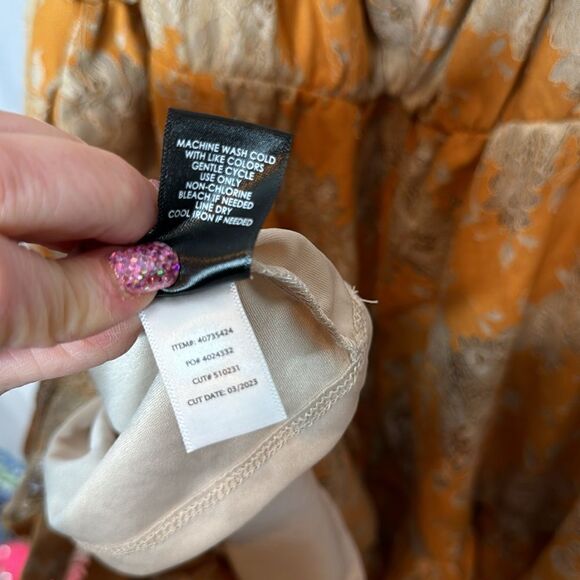 MACHINE WASH COLD
WITH LIKE COLORS
GENTLE CYCLE
USE ONLY
NON-CHLORINE
BLEACH IF NEEDED
LINE DRY
COOL IRON IF NEEDED
ITEM#: 40735424
PO# 4024332
CUT# 510231
CUT DATE: 03/2023